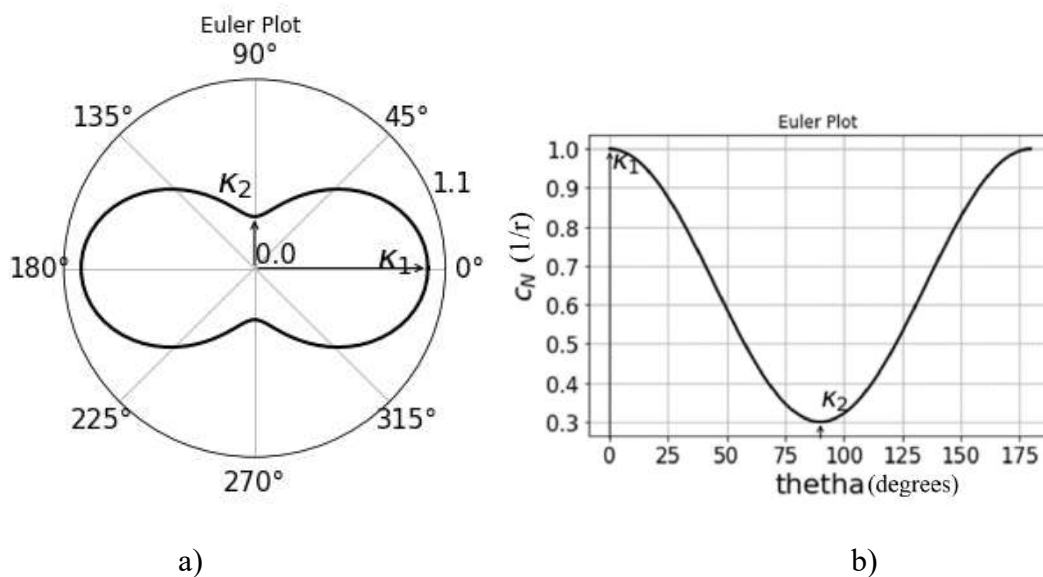 Euler Plot
90°
135°
45°
κ₂
1.1
180°
0.0
κ₁
0°
225°
315°
270°
a)
Euler Plot
1.0
κ₁
0.9
0.8
0.7
0.6
0.5
0.4
κ₂
0.3
c_N (1/r)
0 25 50 75 100 125 150 175
thetha (degrees)
b)